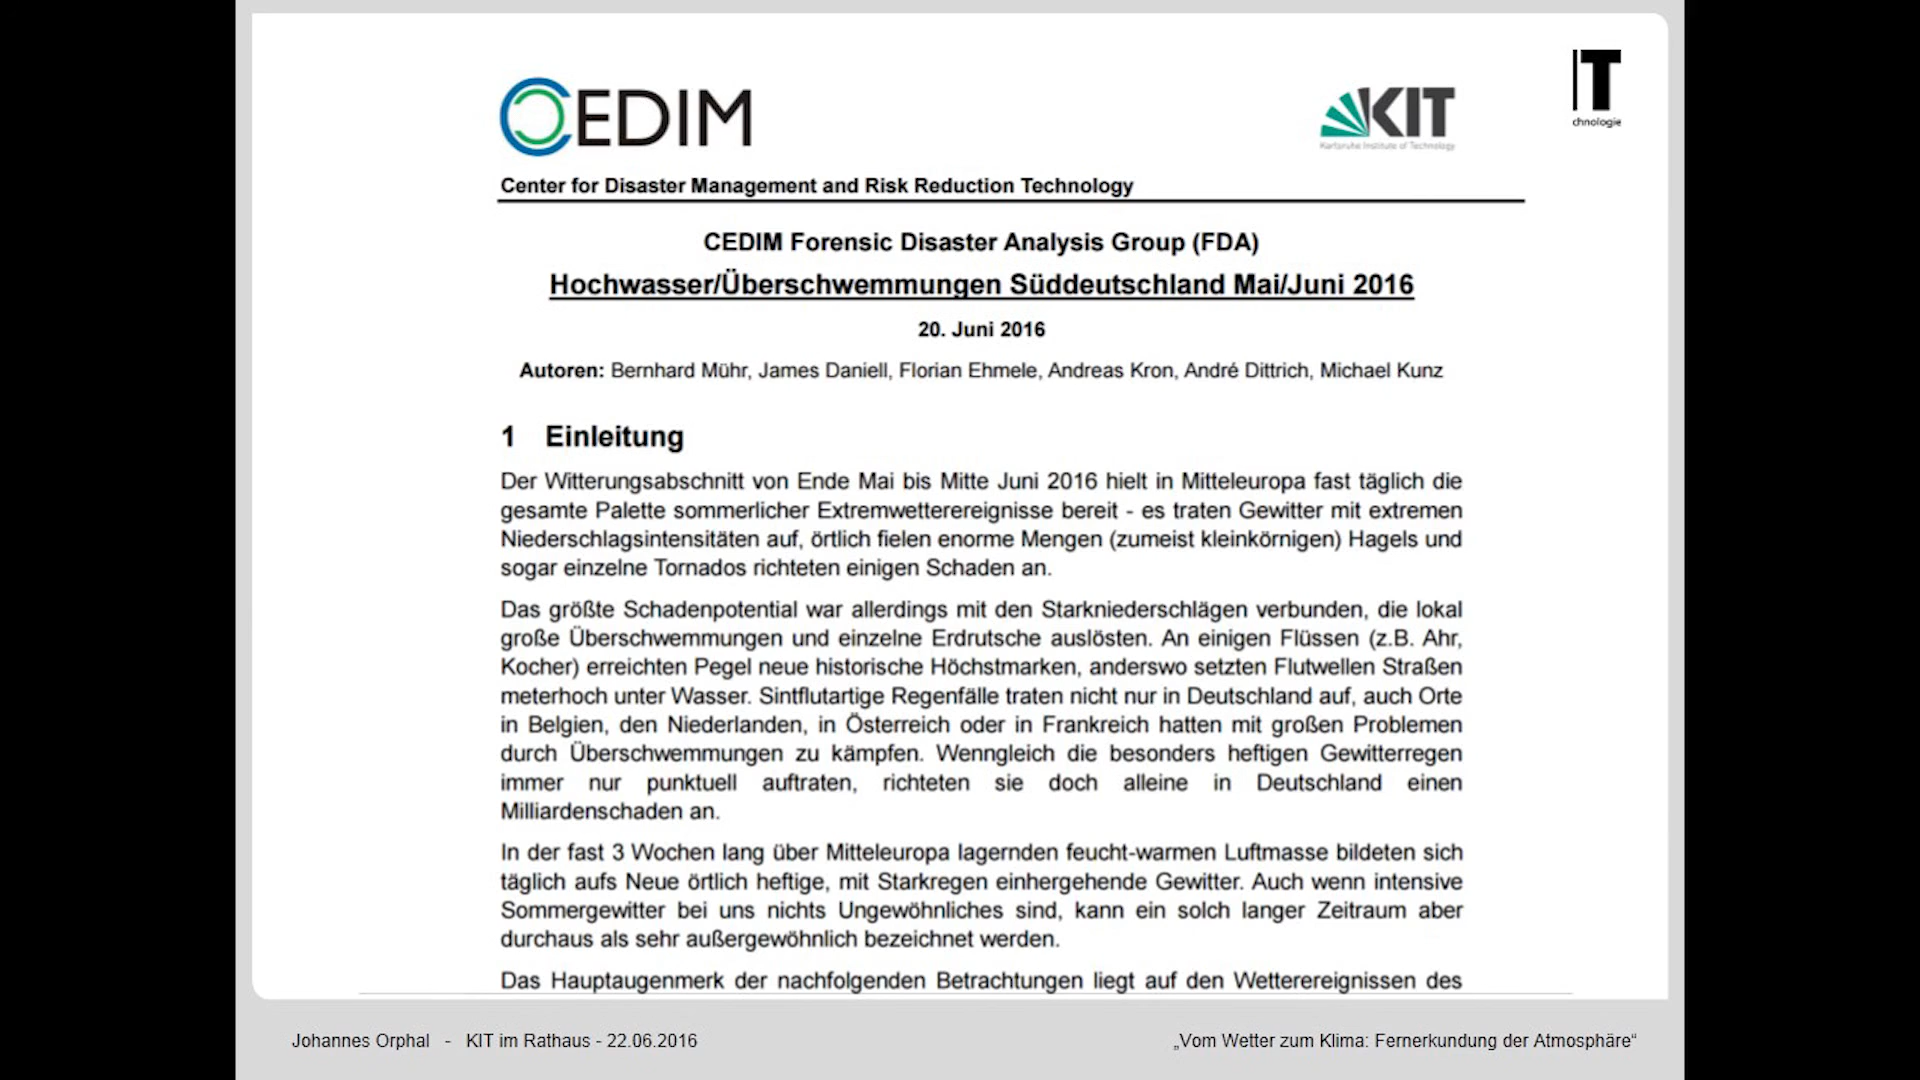 CEDIM
KIT
Karlsruhe Institute of Technology
IT
chnologie
Center for Disaster Management and Risk Reduction Technology
CEDIM Forensic Disaster Analysis Group (FDA)
Hochwasser/Überschwemmungen Süddeutschland Mai/Juni 2016
20. Juni 2016
Autoren: Bernhard Mühr, James Daniell, Florian Ehmele, Andreas Kron, André Dittrich, Michael Kunz
1 Einleitung
Der Witterungsabschnitt von Ende Mai bis Mitte Juni 2016 hielt in Mitteleuropa fast täglich die
gesamte Palette sommerlicher Extremwetterereignisse bereit - es traten Gewitter mit extremen
Niederschlagsintensitäten auf, örtlich fielen enorme Mengen (zumeist kleinkörnigen) Hagels und
sogar einzelne Tornados richteten einigen Schaden an.
Das größte Schadenpotential war allerdings mit den Starkniederschlägen verbunden, die lokal
große Überschwemmungen und einzelne Erdrutsche auslösten. An einigen Flüssen (z.B. Ahr,
Kocher) erreichten Pegel neue historische Höchstmarken, anderswo setzten Flutwellen Straßen
meterhoch unter Wasser. Sintflutartige Regenfälle traten nicht nur in Deutschland auf, auch Orte
in Belgien, den Niederlanden, in Österreich oder in Frankreich hatten mit großen Problemen
durch Überschwemmungen zu kämpfen. Wenngleich die besonders heftigen Gewitterregen
immer nur punktuell auftraten, richteten sie doch alleine in Deutschland einen
Milliardenschaden an.
In der fast 3 Wochen lang über Mitteleuropa lagernden feucht-warmen Luftmasse bildeten sich
täglich aufs Neue örtlich heftige, mit Starkregen einhergehende Gewitter. Auch wenn intensive
Sommergewitter bei uns nichts Ungewöhnliches sind, kann ein solch langer Zeitraum aber
durchaus als sehr außergewöhnlich bezeichnet werden.
Das Hauptaugenmerk der nachfolgenden Betrachtungen liegt auf den Wetterereignissen des
Johannes Orphal - KIT im Rathaus - 22.06.2016
„Vom Wetter zum Klima: Fernerkundung der Atmosphäre“